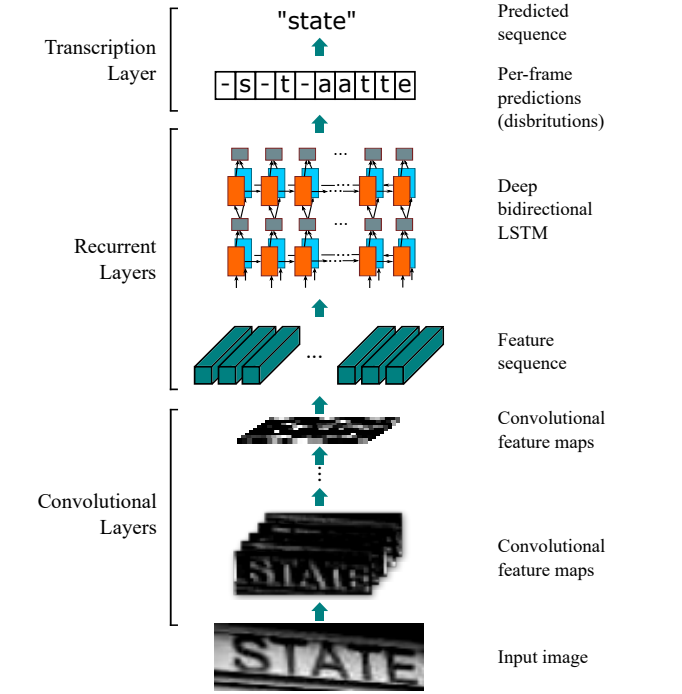 "state"
Predicted
sequence
Transcription
Layer
-s-t-aatte
Per-frame
predictions
(disbritutions)
Deep
bidirectional
LSTM
...
...
Recurrent
Layers
Feature
sequence
...
Convolutional
feature maps
Convolutional
Layers
STATE
Convolutional
feature maps
STATE
Input image